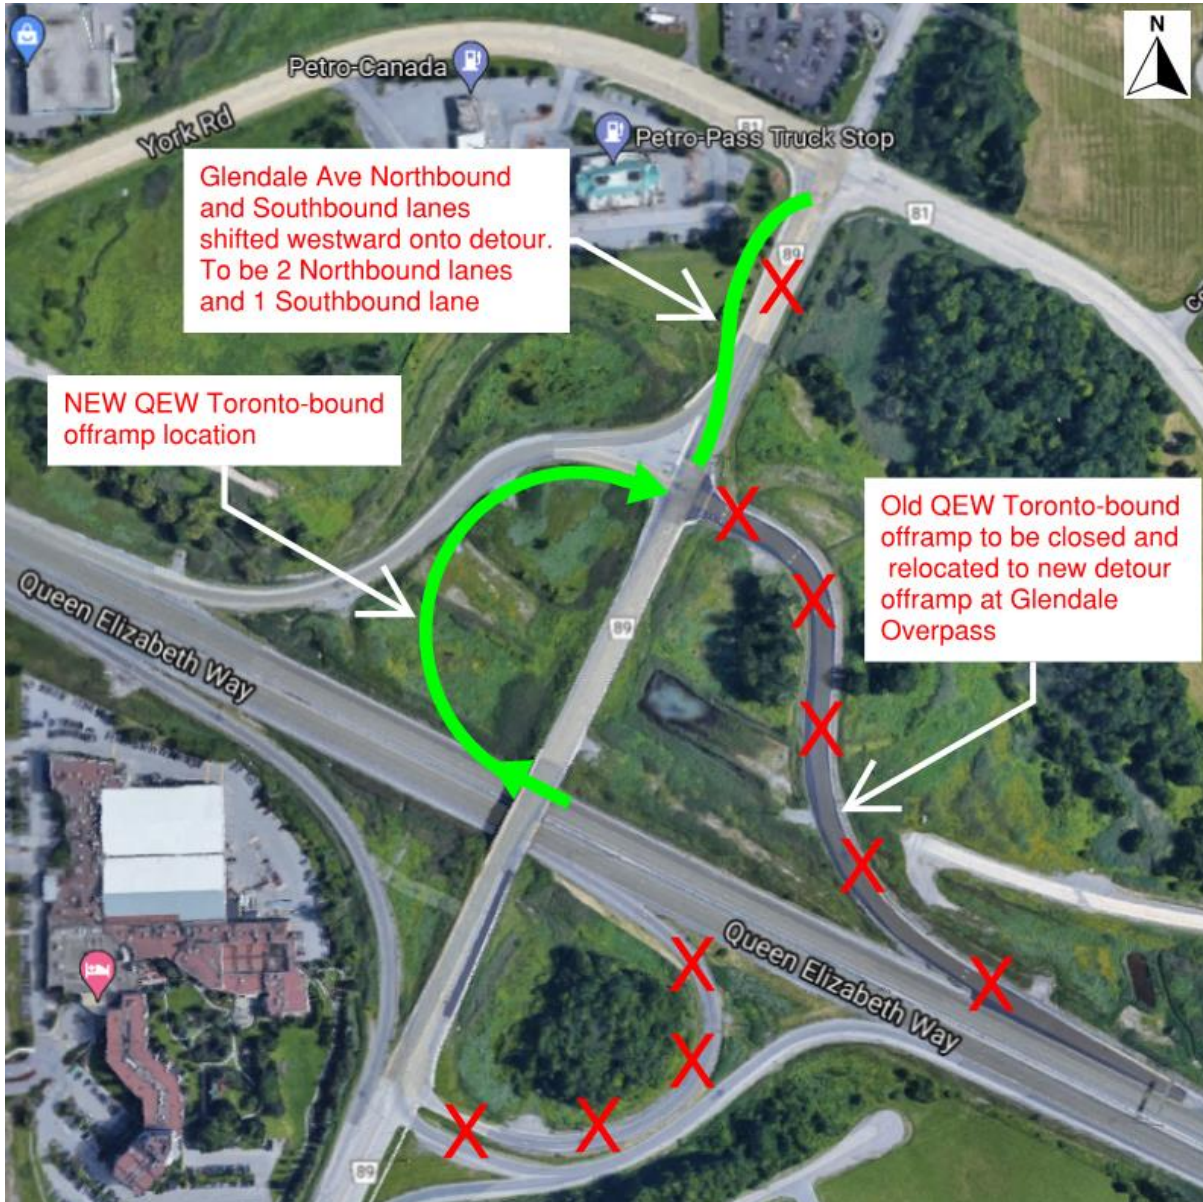 N
Petro-Canada
York Rd
81
Petro-Pass Truck Stop
Glendale Ave Northbound
and Southbound lanes
shifted westward onto detour.
To be 2 Northbound lanes
and 1 Southbound lane
81
89
X
NEW QEW Toronto-bound
offramp location
Old QEW Toronto-bound
offramp to be closed and
relocated to new detour
offramp at Glendale
Overpass
X
X
Queen Elizabeth Way
89
X
X
Queen Elizabeth Way
X
X
X
X
X
89